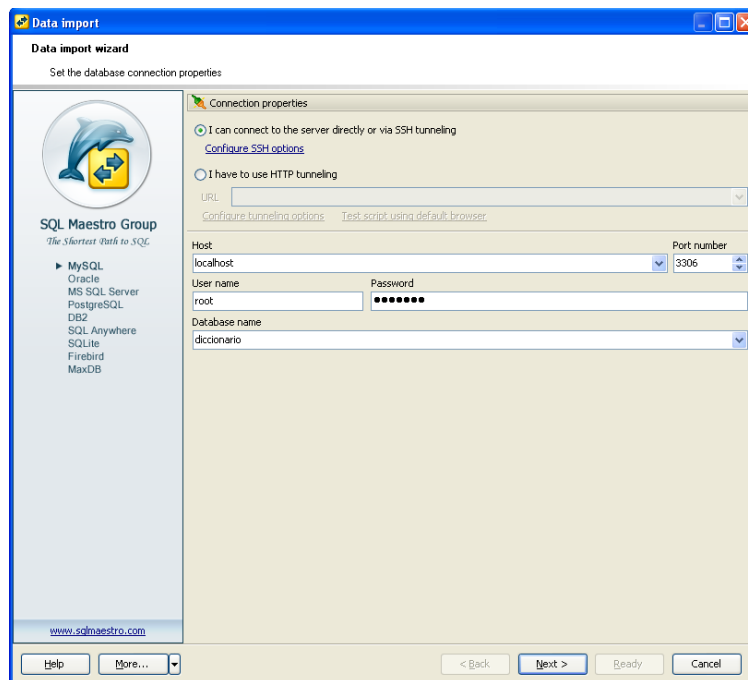 Data import
Data import wizard
Set the database connection properties
SQL Maestro Group
The Shortest Path to SQL
MySQL
Oracle
MS SQL Server
PostgreSQL
DB2
SQL Anywhere
SQLite
Firebird
MaxDB
www.sqlmaestro.com
Connection properties
I can connect to the server directly or via SSH tunneling
Configure SSH options
I have to use HTTP tunneling
URL
Configure tunneling options Test script using default browser
Host Port number
localhost 3306
User name Password
root ●●●●●●●
Database name
diccionario
Help More... < Back Next > Ready Cancel